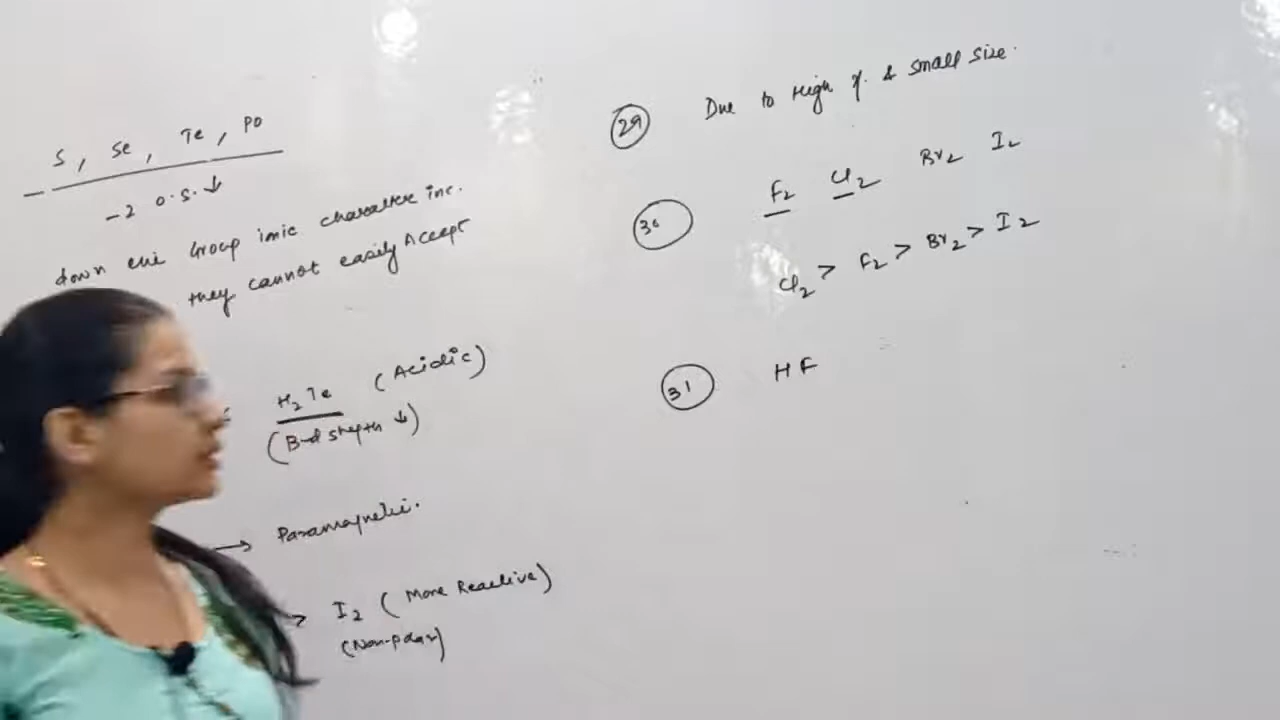 S, Se, Te, Po
-2 O.S. ↓
down the Group ionic character inc.
they cannot easily Accept
H₂Te (Acidic)
(Bond strength ↓)
→ Paramagnetic.
→ I₂ (More Reactive)
(Non-polar)
29 Due to High & small size.
30 F₂ Cl₂ Br₂ I₂
Cl₂ > F₂ > Br₂ > I₂
31 HF